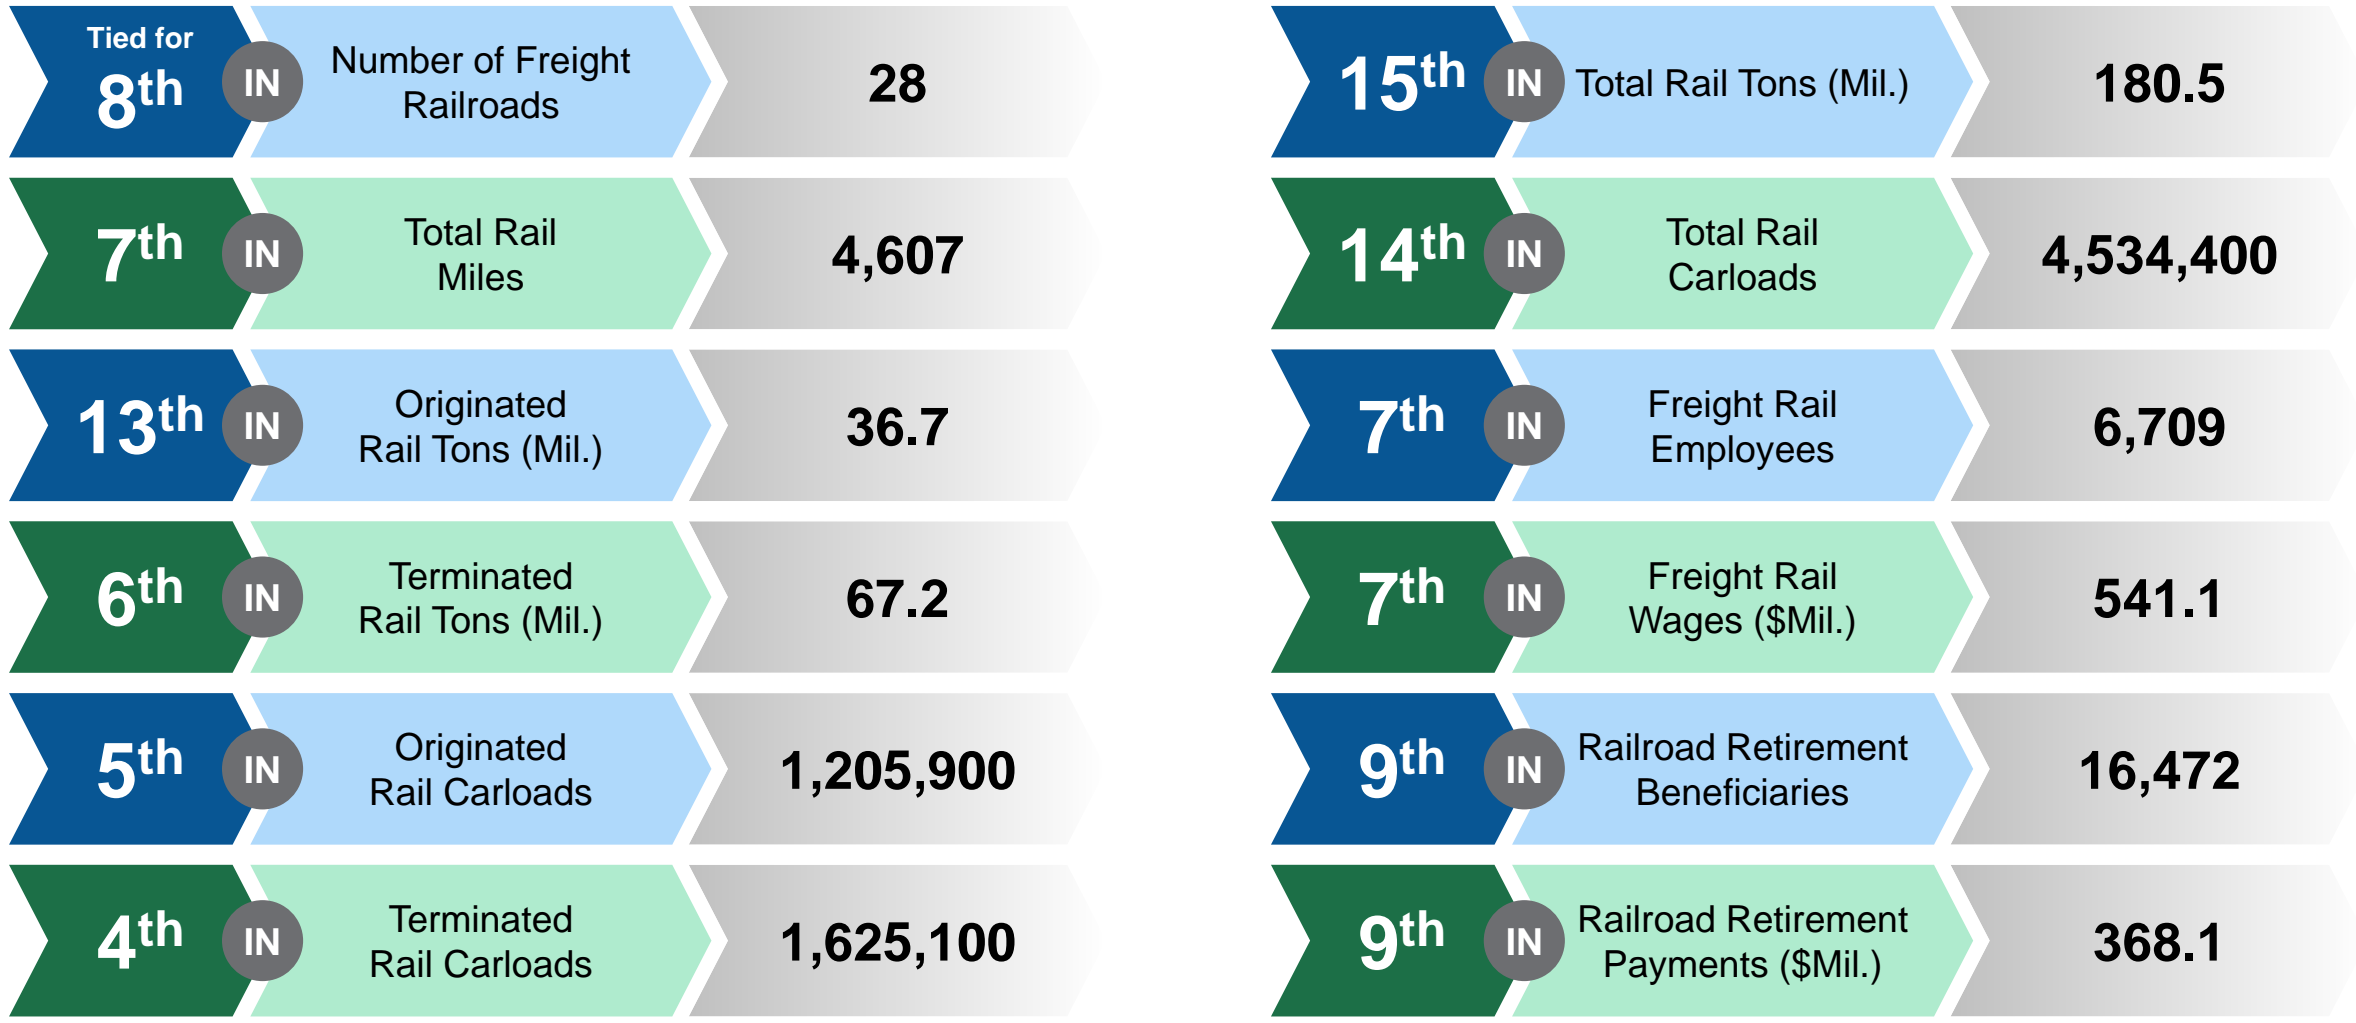 Tied for
8th
IN
Number of Freight
Railroads
28
7th
IN
Total Rail
Miles
4,607
13th
IN
Originated
Rail Tons (Mil.)
36.7
6th
IN
Terminated
Rail Tons (Mil.)
67.2
5th
IN
Originated
Rail Carloads
1,205,900
4th
IN
Terminated
Rail Carloads
1,625,100
15th
IN
Total Rail Tons (Mil.)
180.5
14th
IN
Total Rail
Carloads
4,534,400
7th
IN
Freight Rail
Employees
6,709
7th
IN
Freight Rail
Wages ($Mil.)
541.1
9th
IN
Railroad Retirement
Beneficiaries
16,472
9th
IN
Railroad Retirement
Payments ($Mil.)
368.1